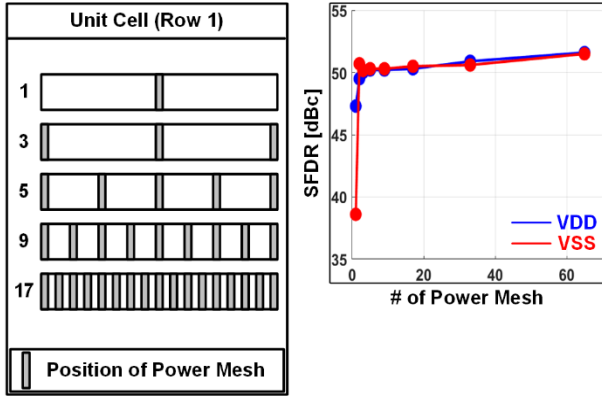 Unit Cell (Row 1)
1
3
5
9
17
Position of Power Mesh
SFDR [dBc]
55
50
45
40
35
0
20
40
60
# of Power Mesh
VDD
VSS